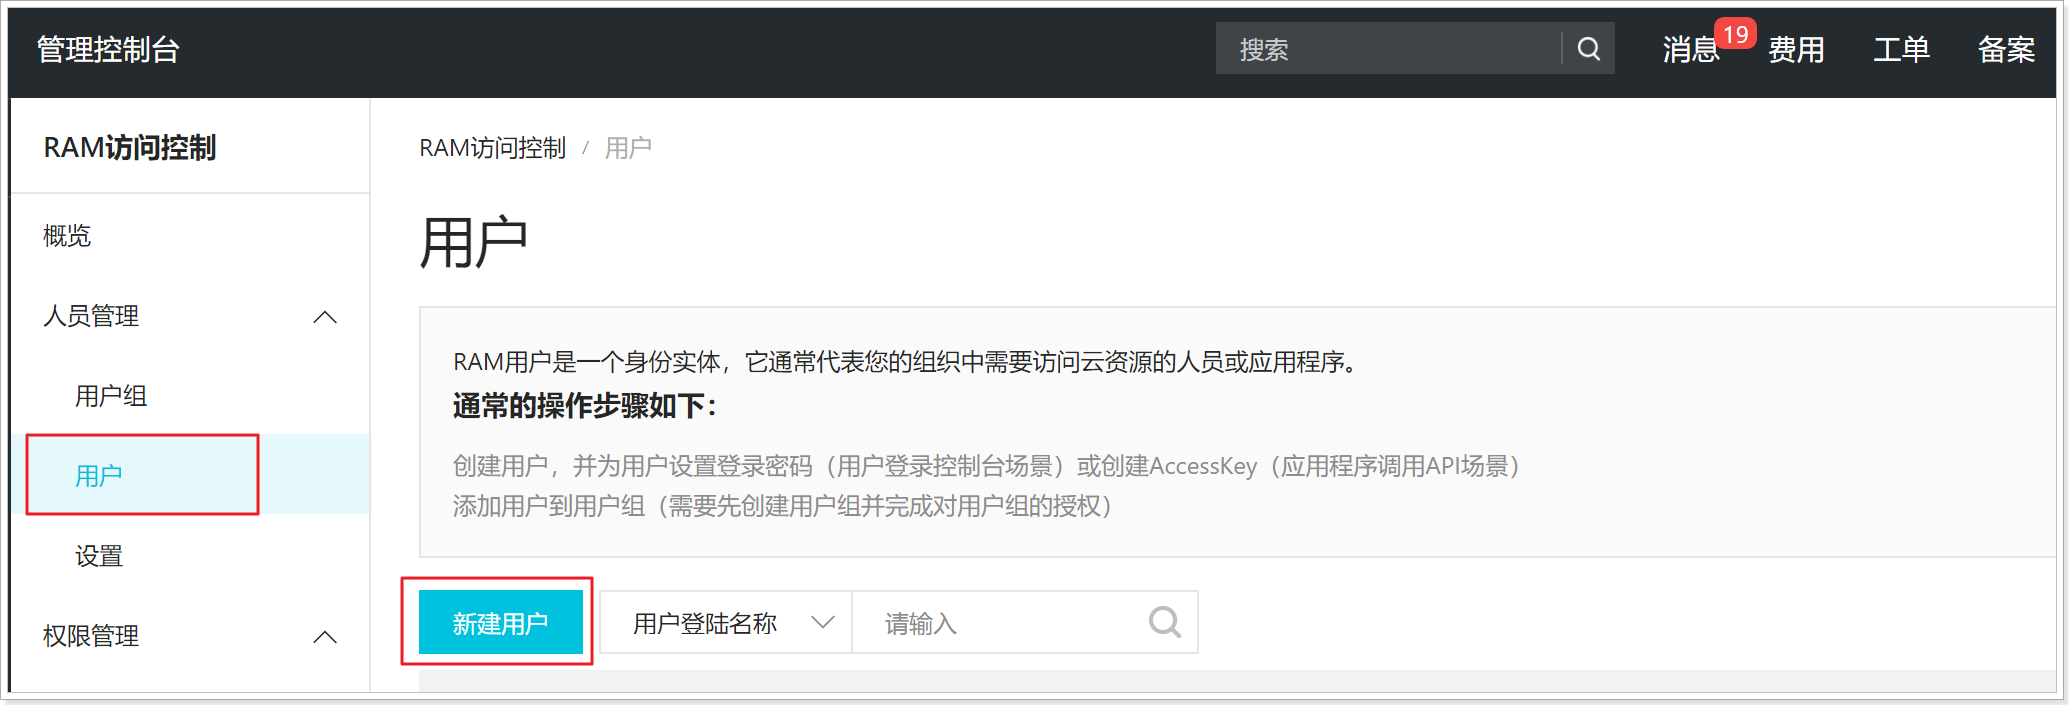 管理控制台
搜索
消息 19 费用 工单 备案
RAM访问控制
概览
人员管理
用户组
用户
设置
权限管理
RAM访问控制 / 用户
用户
RAM用户是一个身份实体，它通常代表您的组织中需要访问云资源的人员或应用程序。
通常的操作步骤如下：
创建用户，并为用户设置登录密码（用户登录控制台场景）或创建AccessKey（应用程序调用API场景）
添加用户到用户组（需要先创建用户组并完成对用户组的授权）
新建用户 用户登陆名称 请输入